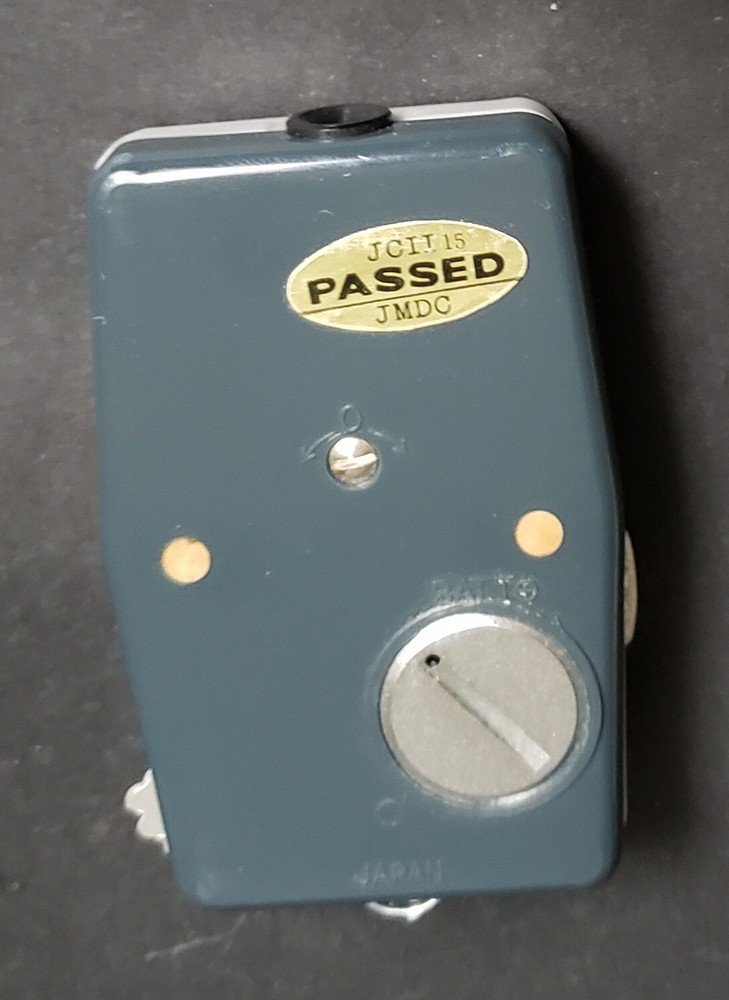 JCII 15
PASSED
JMDC
O
BATT +
JAPAN